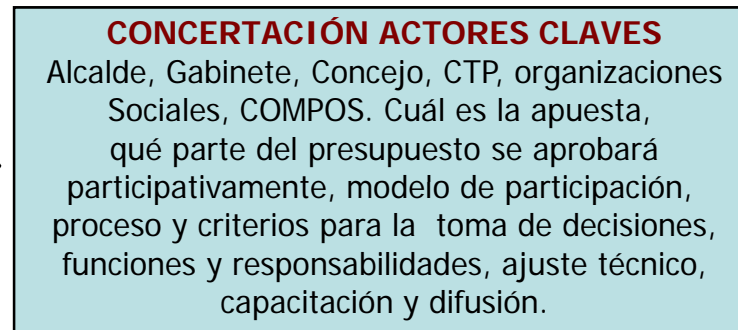 CONCERTACIÓN ACTORES CLAVES
Alcalde, Gabinete, Concejo, CTP, organizaciones
Sociales, COMPOS. Cuál es la apuesta,
qué parte del presupuesto se aprobará
participativamente, modelo de participación,
proceso y criterios para la toma de decisiones,
funciones y responsabilidades, ajuste técnico,
capacitación y difusión.